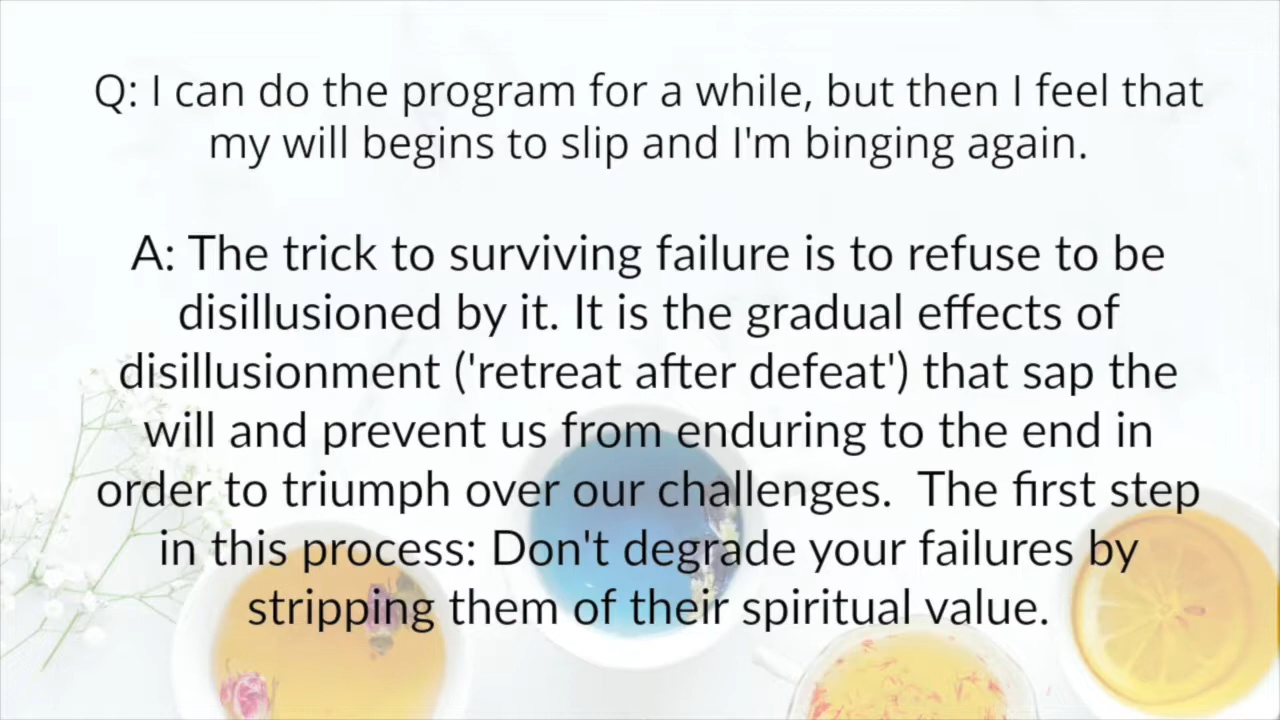 Q: I can do the program for a while, but then I feel that
my will begins to slip and I'm binging again.
A: The trick to surviving failure is to refuse to be
disillusioned by it. It is the gradual effects of
disillusionment ('retreat after defeat') that sap the
will and prevent us from enduring to the end in
order to triumph over our challenges.  The first step
in this process: Don't degrade your failures by
stripping them of their spiritual value.